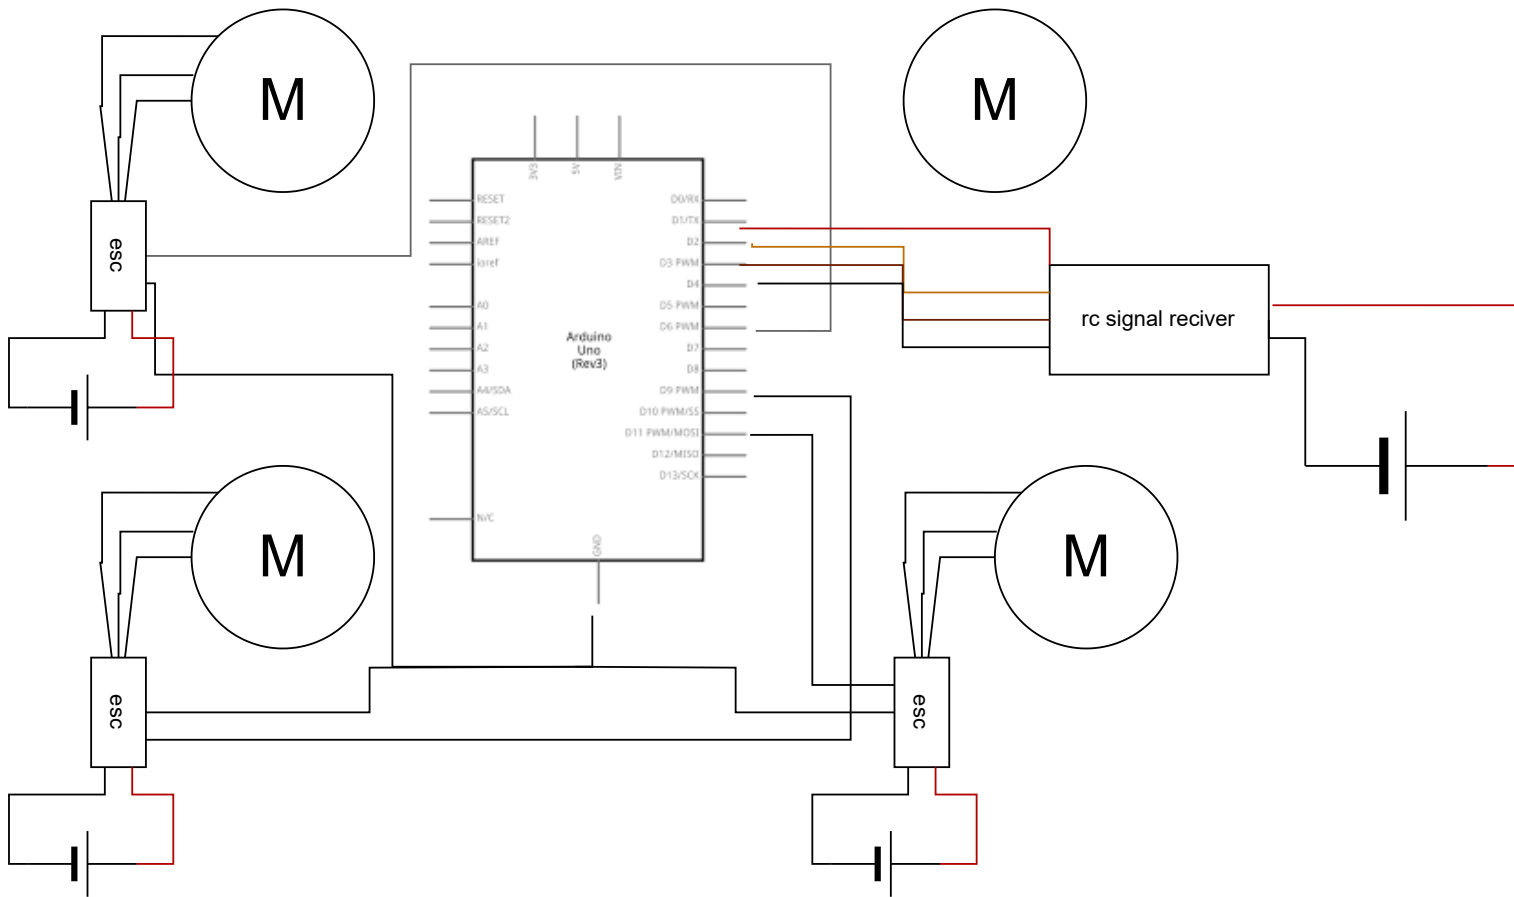 M
M
3V3
5V
VIN
RESET
D0/RX
RESET2
D1/TX
AREF
D2
ioref
D3 PWM
D4
A0
D5 PWM
A1
D6 PWM
A2
D7
A3
D8
A4/SDA
D9 PWM
A5/SCL
D10 PWM/SS
D11 PWM/MOSI
D12/MISO
D13/SCK
N/C
GND
Arduino
Uno
(Rev3)
esc
rc signal reciver
M
M
esc
esc